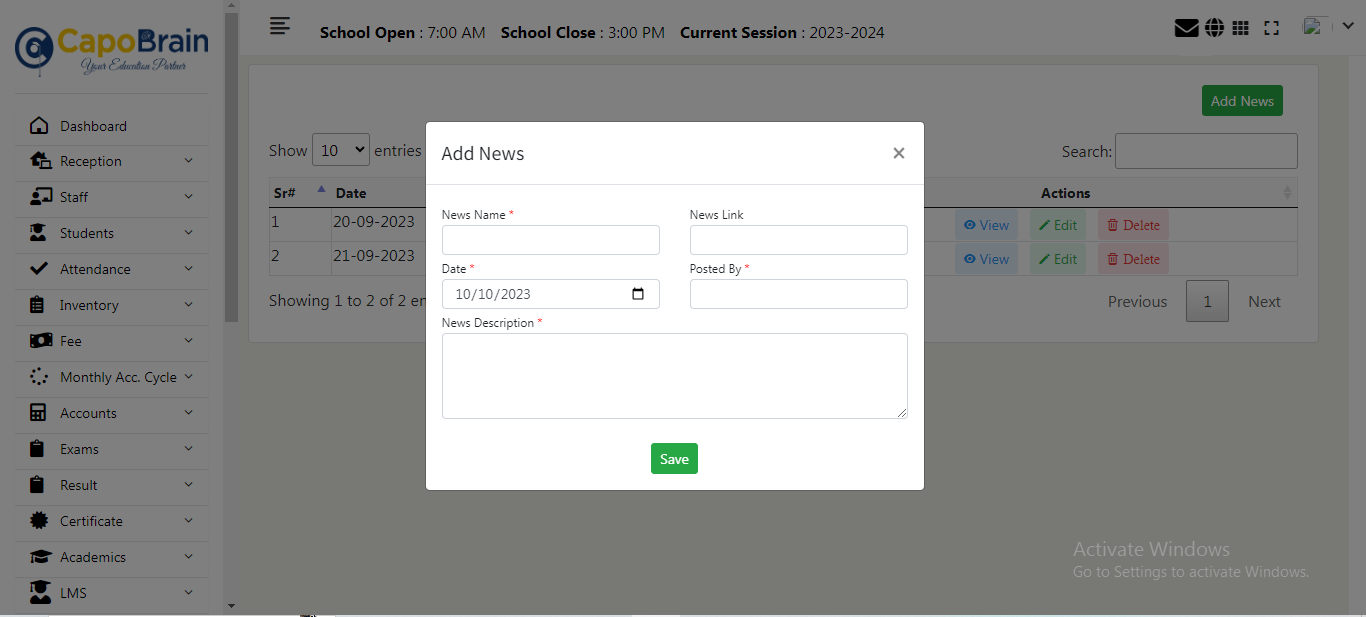 CapoBrain
Your Education Partner
School Open : 7:00 AM School Close : 3:00 PM Current Session : 2023-2024
Dashboard
Reception
Staff
Students
Attendance
Inventory
Fee
Monthly Acc. Cycle
Accounts
Exams
Result
Certificate
Academics
LMS
Add News
Show 10 entries
Search:
Sr# Date Actions
1 20-09-2023 View Edit Delete
2 21-09-2023 View Edit Delete
Showing 1 to 2 of 2 en
Previous 1 Next
Add News ×
News Name * News Link
Date * Posted By *
10/10/2023
News Description *
Save
Activate Windows
Go to Settings to activate Windows.